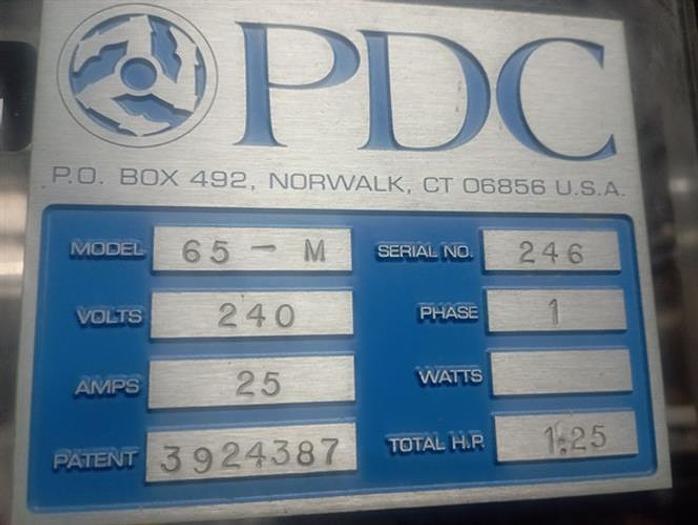 PDC
P.O. BOX 492, NORWALK, CT 06856 U.S.A.
MODEL 65 - M SERIAL NO. 246
VOLTS 240 PHASE 1
AMPS 25 WATTS
PATENT 3924387 TOTAL H.P. 1.25